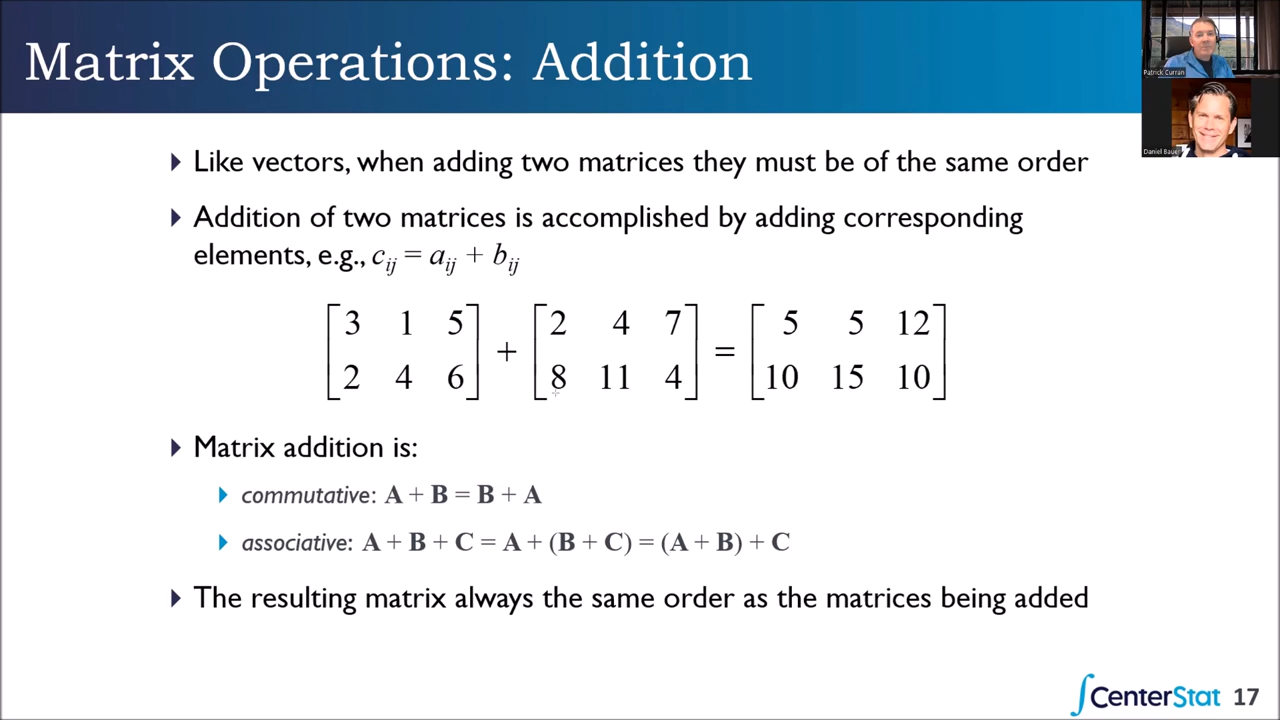 Matrix Operations: Addition
Patrick Curran
Daniel Bauer
Like vectors, when adding two matrices they must be of the same order
Addition of two matrices is accomplished by adding corresponding
elements, e.g., cij = aij + bij
[3 1 5] + [2 4 7] = [5 5 12]
[2 4 6] [8 11 4] [10 15 10]
Matrix addition is:
commutative: A + B = B + A
associative: A + B + C = A + (B + C) = (A + B) + C
The resulting matrix always the same order as the matrices being added
CenterStat 17